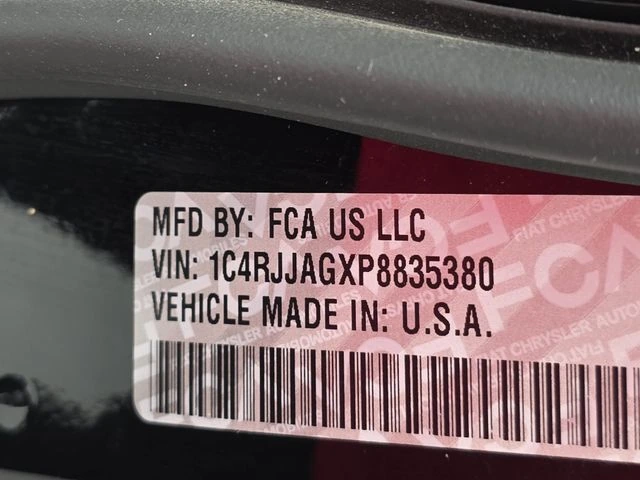 MFD BY: FCA US LLC
VIN: 1C4RJJAGXP8835380
VEHICLE MADE IN: U.S.A.